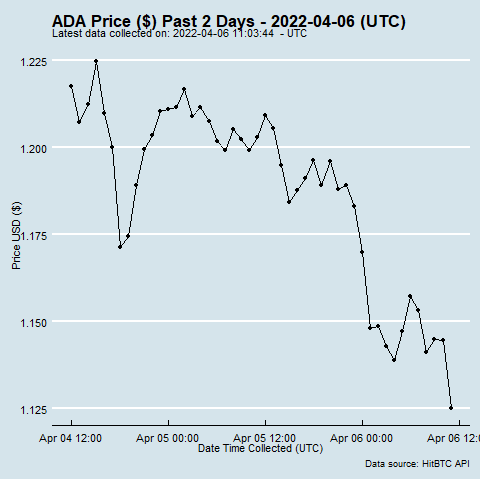 ADA Price ($) Past 2 Days - 2022-04-06 (UTC)
Latest data collected on: 2022-04-06 11:03:44 - UTC
1.225
1.200
1.175
1.150
1.125
Price USD ($)
Apr 04 12:00
Apr 05 00:00
Apr 05 12:00
Apr 06 00:00
Apr 06 12:
Date Time Collected (UTC)
Data source: HitBTC API